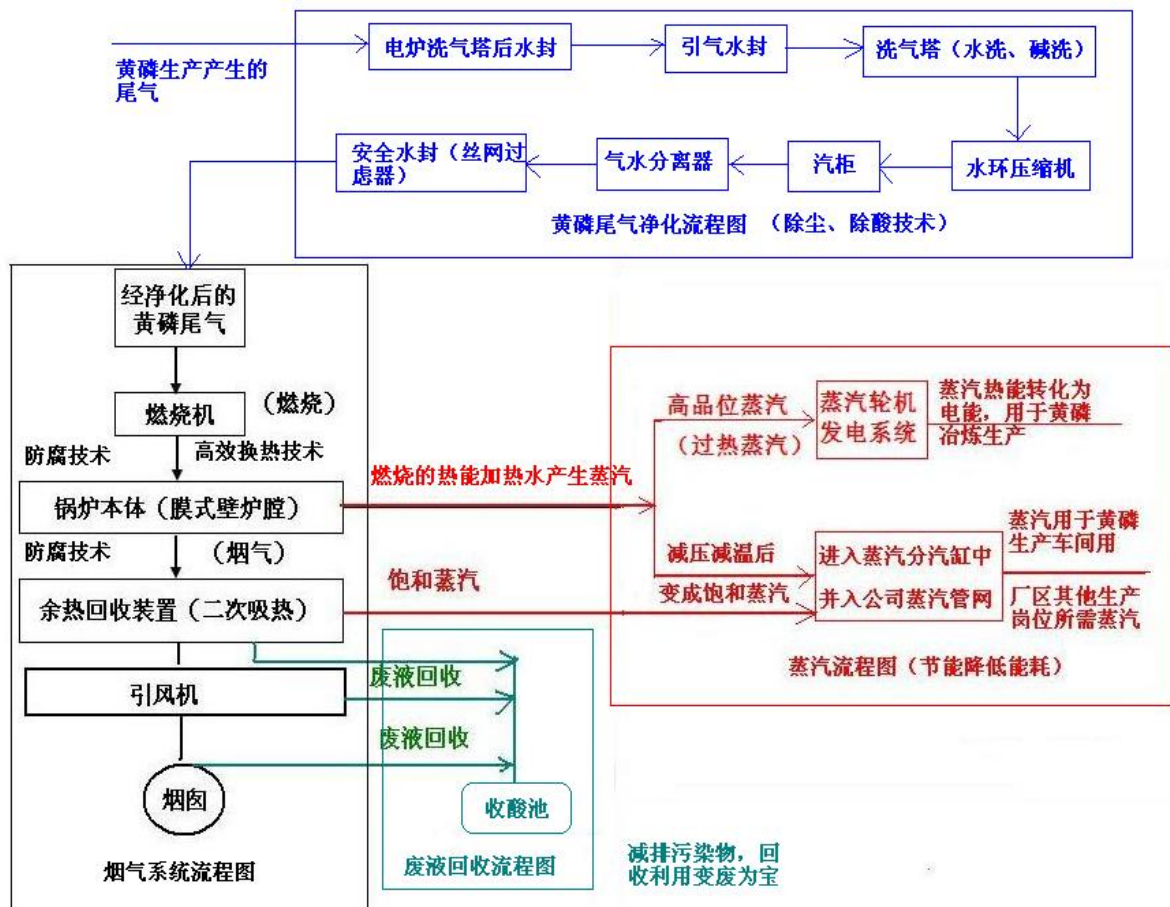 黄磷生产产生的
尾气
电炉洗气塔后水封
引气水封
洗气塔（水洗、碱洗）
安全水封（丝网过
虑器）
气水分离器
汽柜
水环压缩机
黄磷尾气净化流程图 （除尘、除酸技术）
经净化后的
黄磷尾气
燃烧机
（燃烧）
防腐技术
高效换热技术
锅炉本体（膜式壁炉膛）
防腐技术
（烟气）
余热回收装置（二次吸热）
引风机
烟囱
烟气系统流程图
燃烧的热能加热水产生蒸汽
饱和蒸汽
高品位蒸汽
（过热蒸汽）
蒸汽轮机
发电系统
蒸汽热能转化为
电能，用于黄磷
冶炼生产
减压减温后
变成饱和蒸汽
进入蒸汽分汽缸中
并入公司蒸汽管网
蒸汽用于黄磷
生产车间用
厂区其他生产
岗位所需蒸汽
蒸汽流程图（节能降低能耗）
废液回收
废液回收
收酸池
废液回收流程图
减排污染物，回
收利用变废为宝